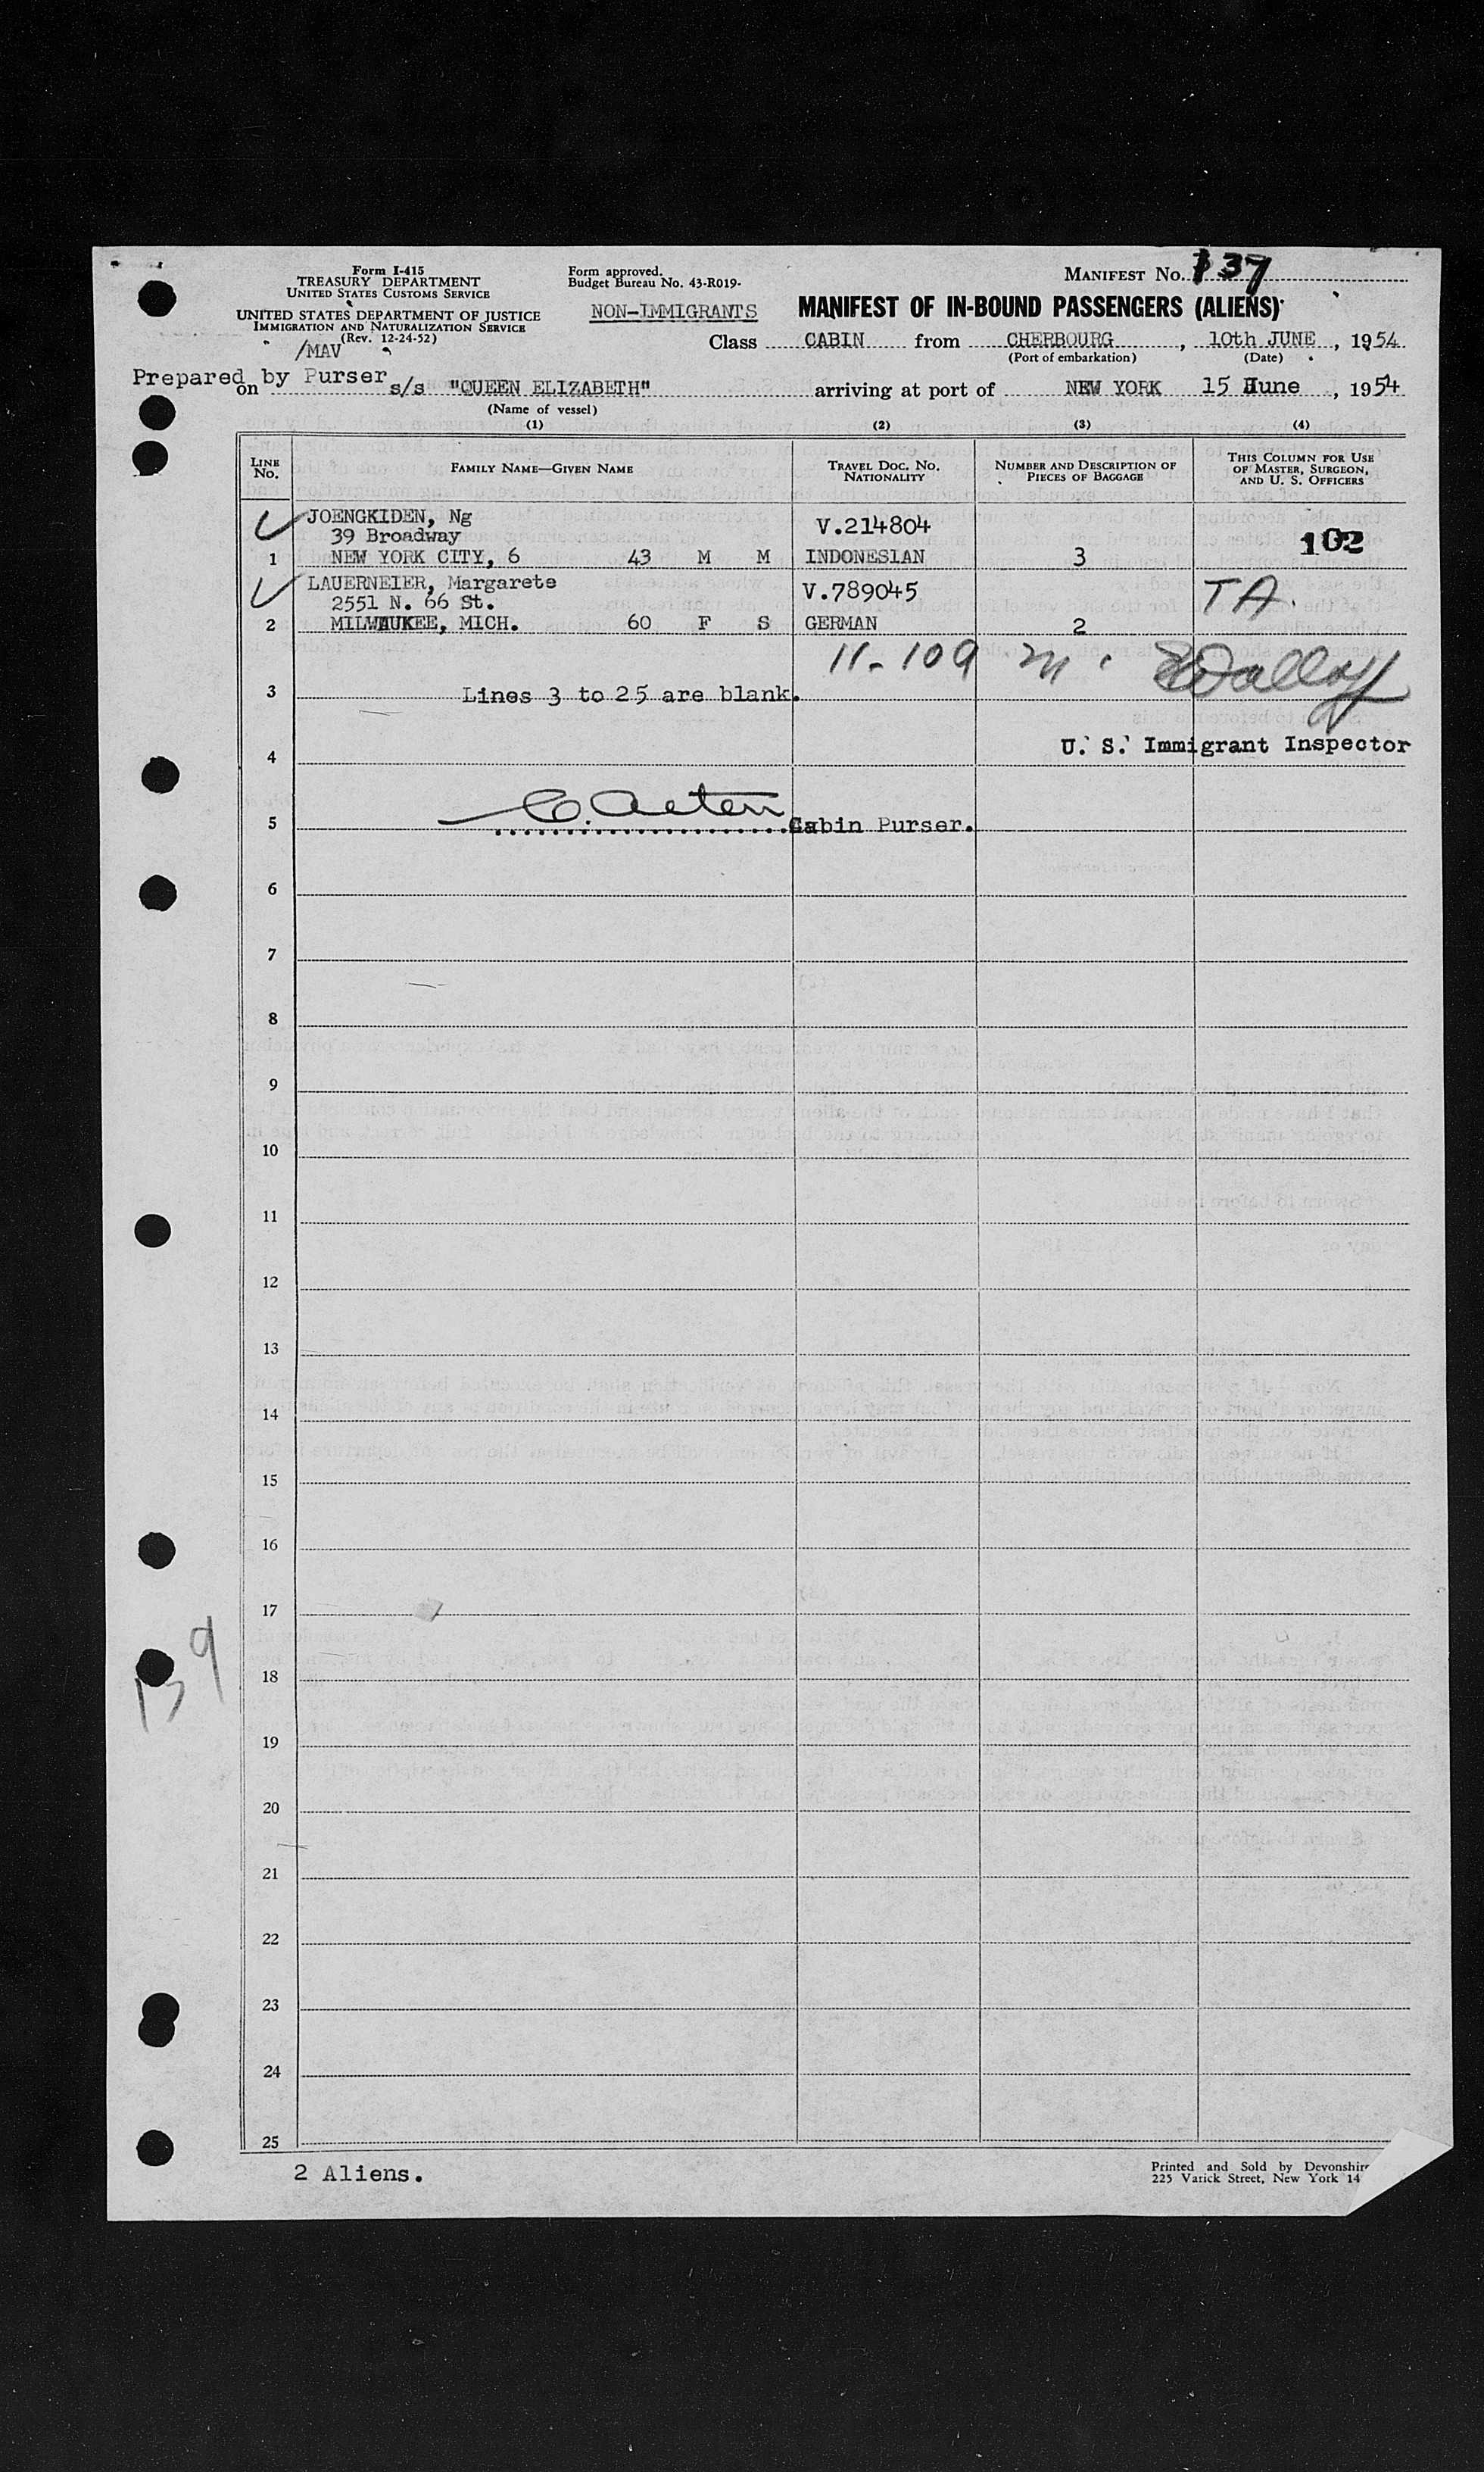 Form I-415
TREASURY DEPARTMENT
UNITED STATES CUSTOMS SERVICE
UNITED STATES DEPARTMENT OF JUSTICE
IMMIGRATION AND NATURALIZATION SERVICE
(Rev. 12-24-52)
/MAV
Form approved.
Budget Bureau No. 43-R019-
NON-IMMIGRANTS
MANIFEST No. 137
MANIFEST OF IN-BOUND PASSENGERS (ALIENS)
Class CABIN from CHERBOURG, 10th JUNE, 1954
(Port of embarkation) (Date)
Prepared by Purser
on s/s "QUEEN ELIZABETH" arriving at port of NEW YORK 15 June, 1954
(Name of vessel)
(1) (2) (3) (4)
LINE No. FAMILY NAME—GIVEN NAME TRAVEL DOC. NO. NATIONALITY NUMBER AND DESCRIPTION OF PIECES OF BAGGAGE THIS COLUMN FOR USE OF MASTER, SURGEON, AND U. S. OFFICERS
JOENGKIDEN, Ng V.214804
39 Broadway 102
1 NEW YORK CITY, 6 43 M M INDONESIAN 3
LAUERNEIER, Margarete V.789045 TA.
2551 N. 66 St.
2 MILWAUKEE, MICH. 60 F S GERMAN 2
11-109 m
3 Lines 3 to 25 are blank.
4 U. S. Immigrant Inspector
5 Cabin Purser.
6
7
8
9
10
11
12
13
14
15
16
17
18
19
20
21
22
23
24
25
139
2 Aliens.
Printed and Sold by Devonshire
225 Varick Street, New York 14